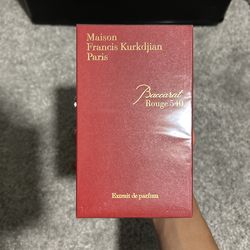 Maison
Francis Kurkdjian
Paris
Baccarat
Rouge 540
Extrait de parfum